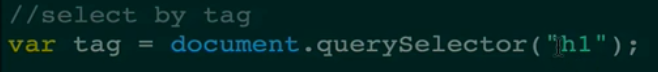 //select by tag
var tag = document.querySelector("h1");